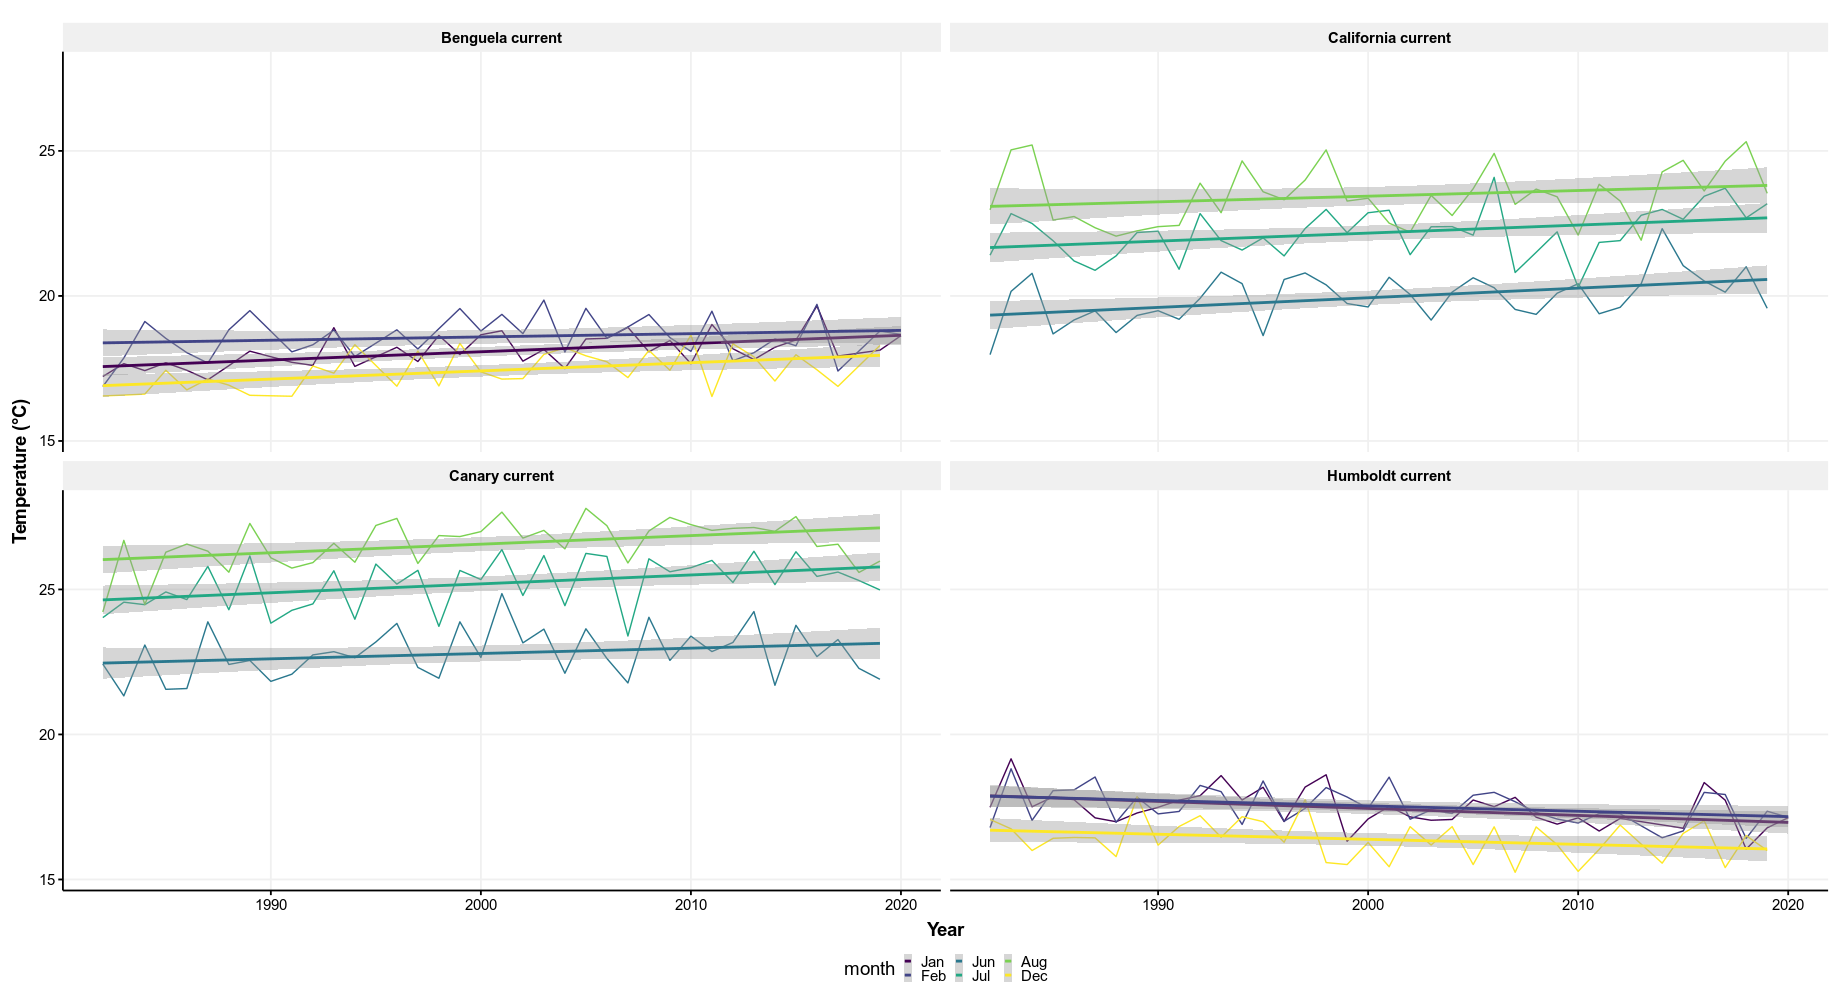 Benguela current
California current
25
20
15
Canary current
Humboldt current
Temperature (°C)
25
20
15
1990
2000
2010
2020
1990
2000
2010
2020
Year
month
Jan
Jun
Aug
Feb
Jul
Dec